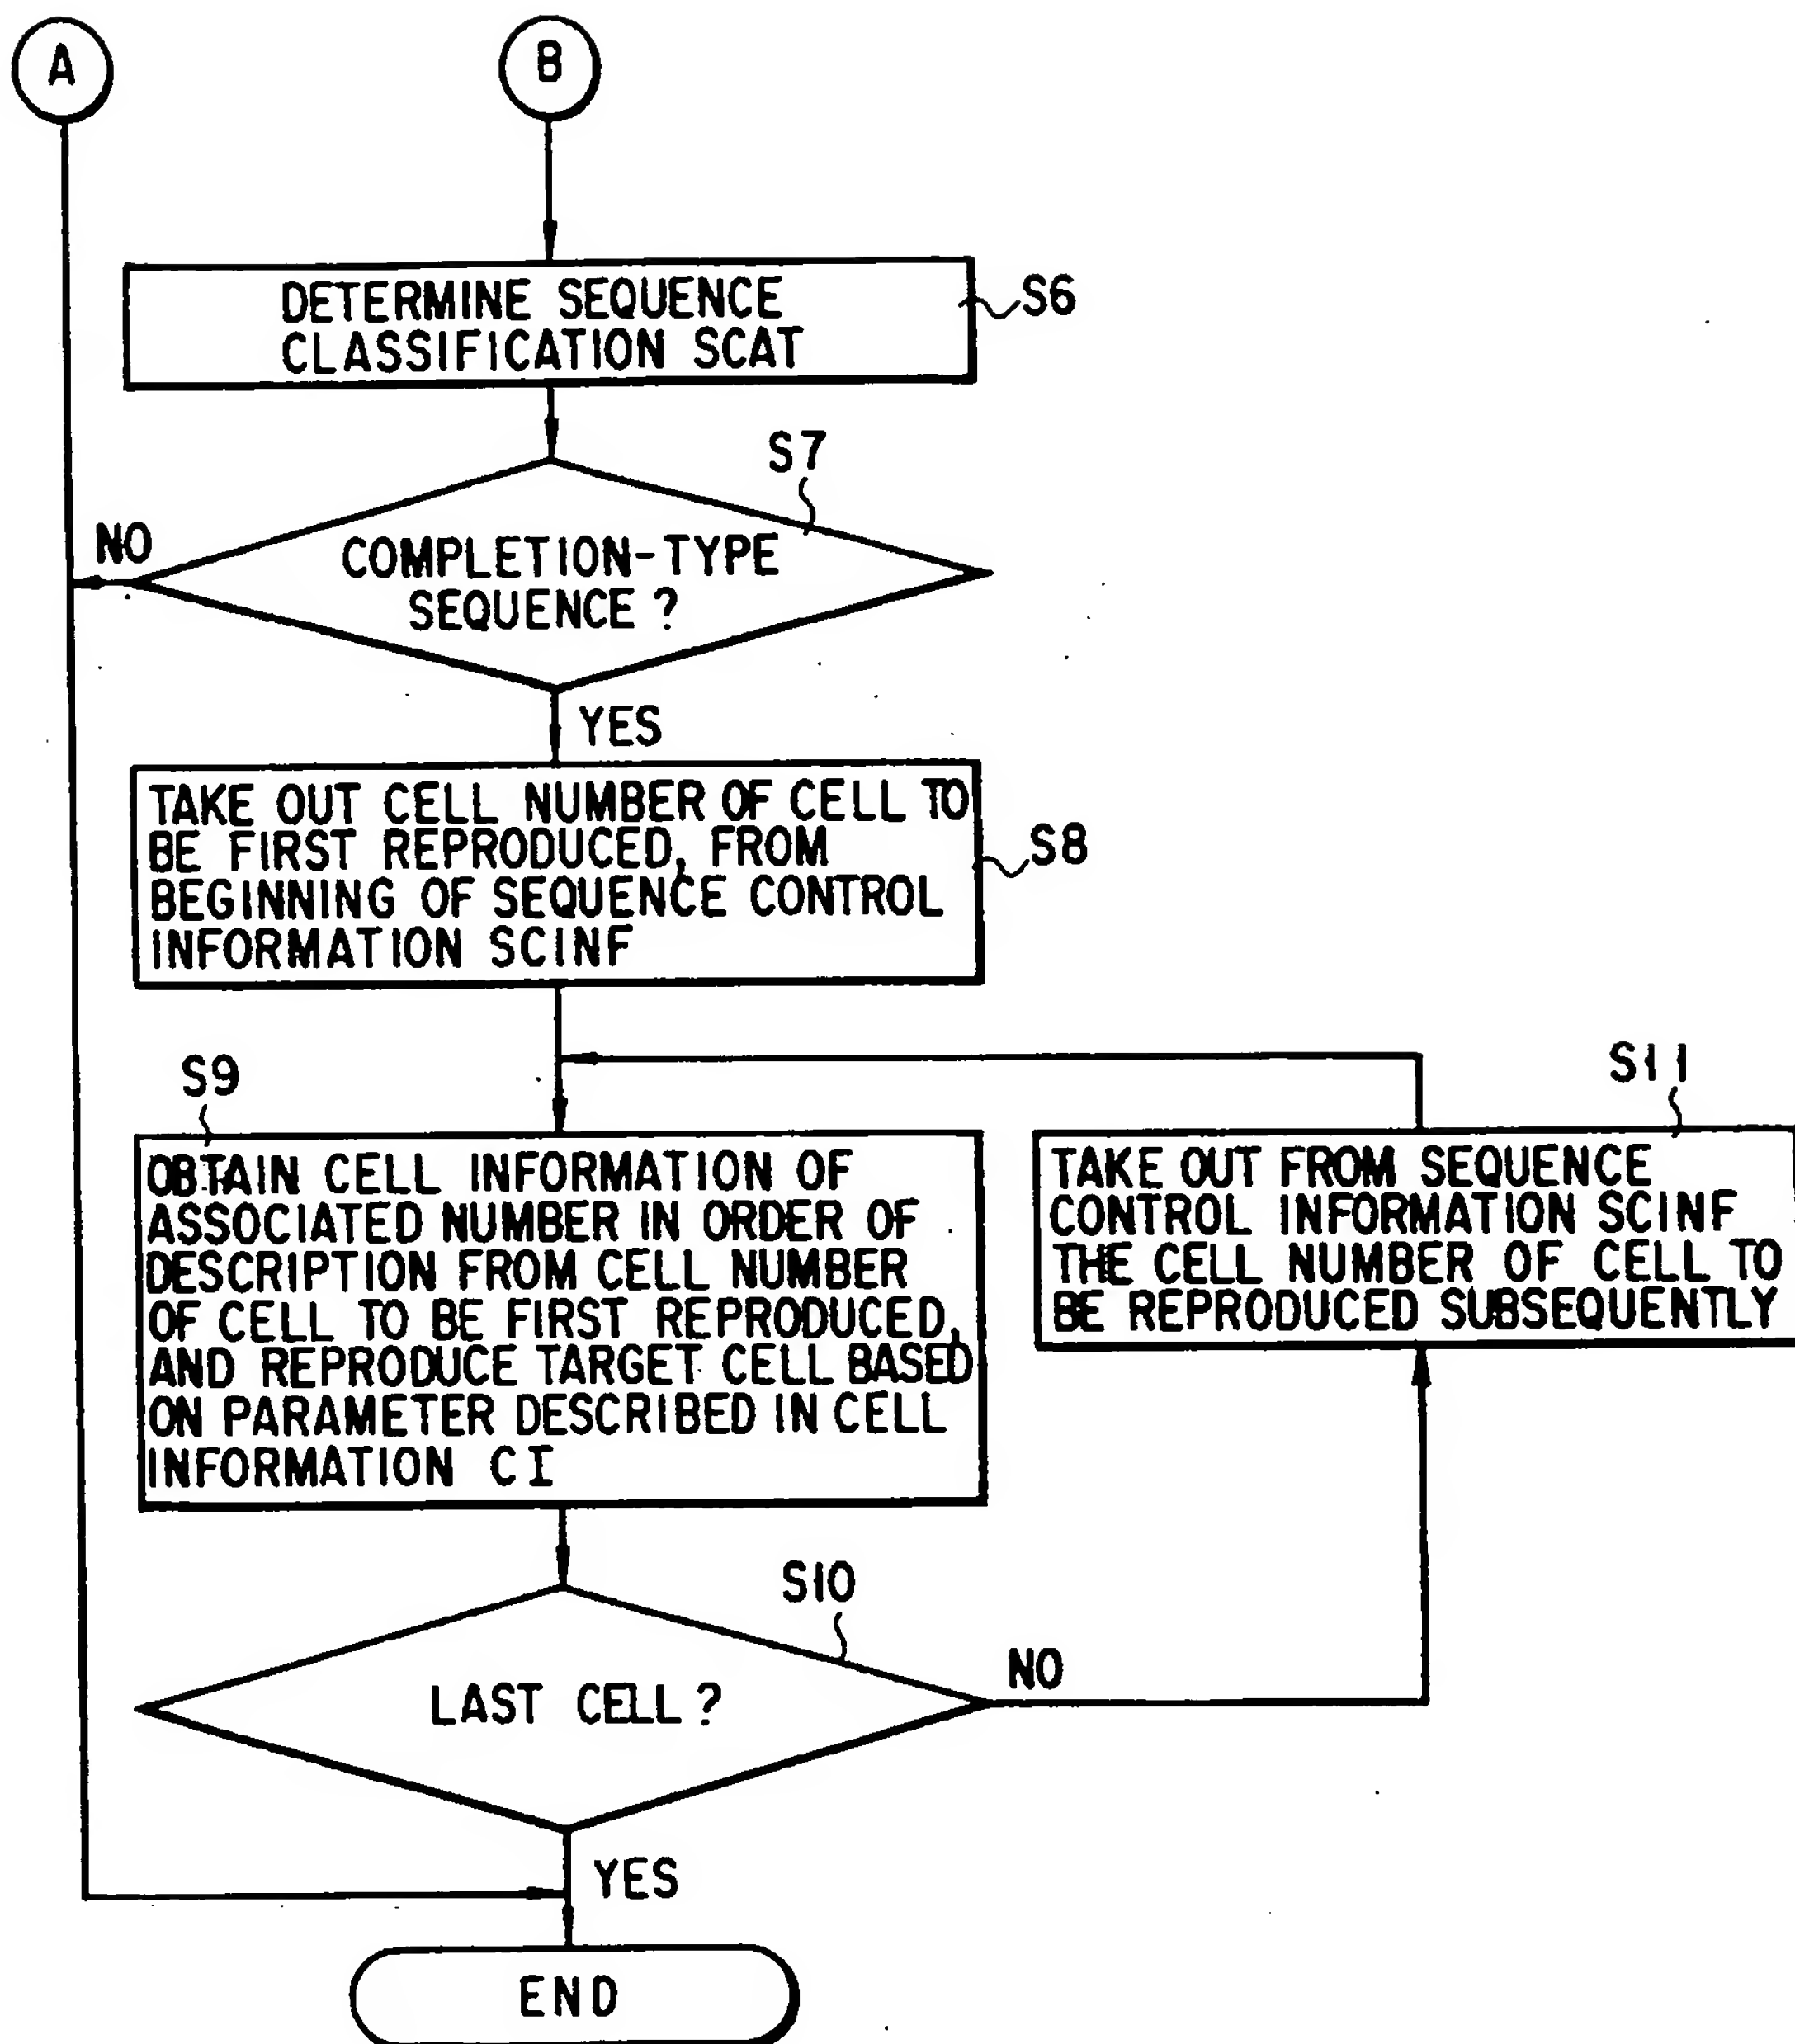 A
B
DETERMINE SEQUENCE
CLASSIFICATION SCAT
S6
S7
NO
COMPLETION-TYPE
SEQUENCE ?
YES
TAKE OUT CELL NUMBER OF CELL TO
BE FIRST REPRODUCED, FROM
BEGINNING OF SEQUENCE CONTROL
INFORMATION SCINF
S8
S9
OBTAIN CELL INFORMATION OF
ASSOCIATED NUMBER IN ORDER OF
DESCRIPTION FROM CELL NUMBER
OF CELL TO BE FIRST REPRODUCED,
AND REPRODUCE TARGET CELL BASED
ON PARAMETER DESCRIBED IN CELL
INFORMATION CI
S11
TAKE OUT FROM SEQUENCE
CONTROL INFORMATION SCINF
THE CELL NUMBER OF CELL TO
BE REPRODUCED SUBSEQUENTLY
S10
LAST CELL ?
NO
YES
END